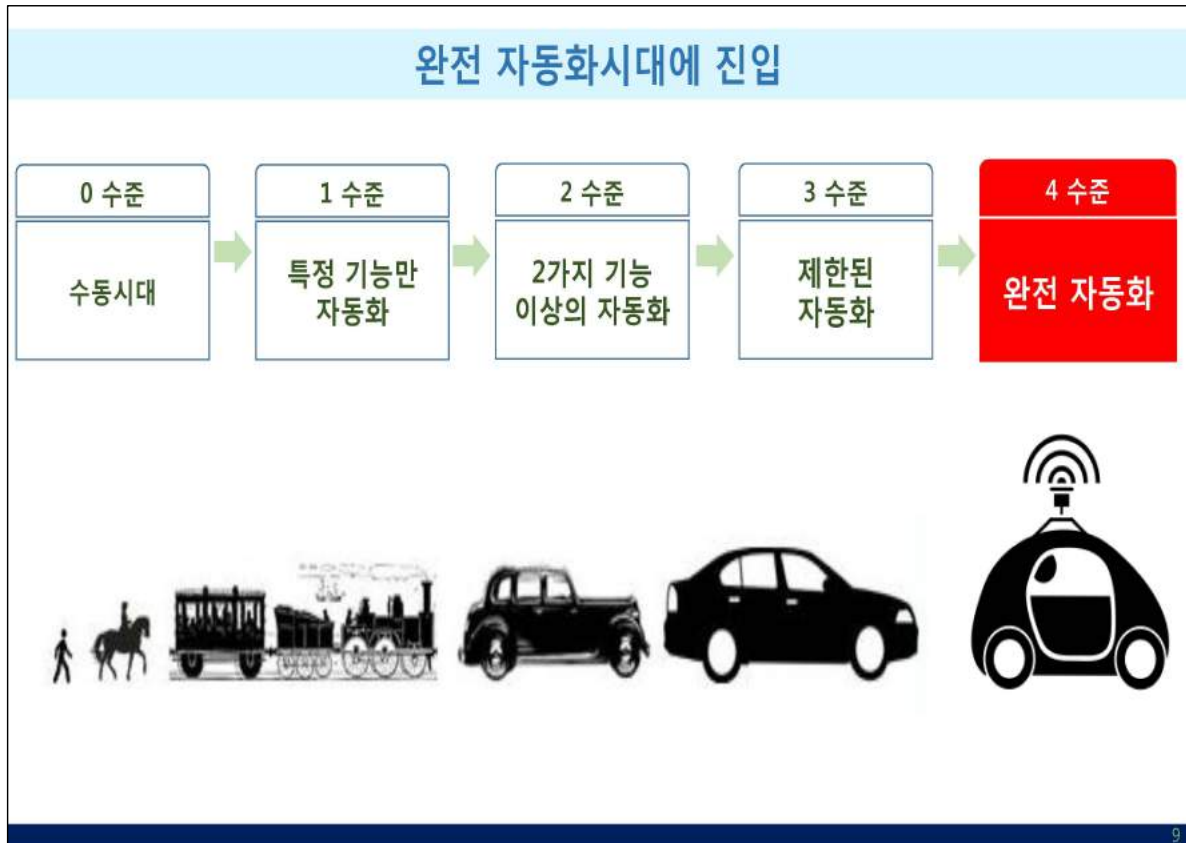 완전 자동화시대에 진입
0 수준
수동시대
1 수준
특정 기능만
자동화
2 수준
2가지 기능
이상의 자동화
3 수준
제한된
자동화
4 수준
완전 자동화
9